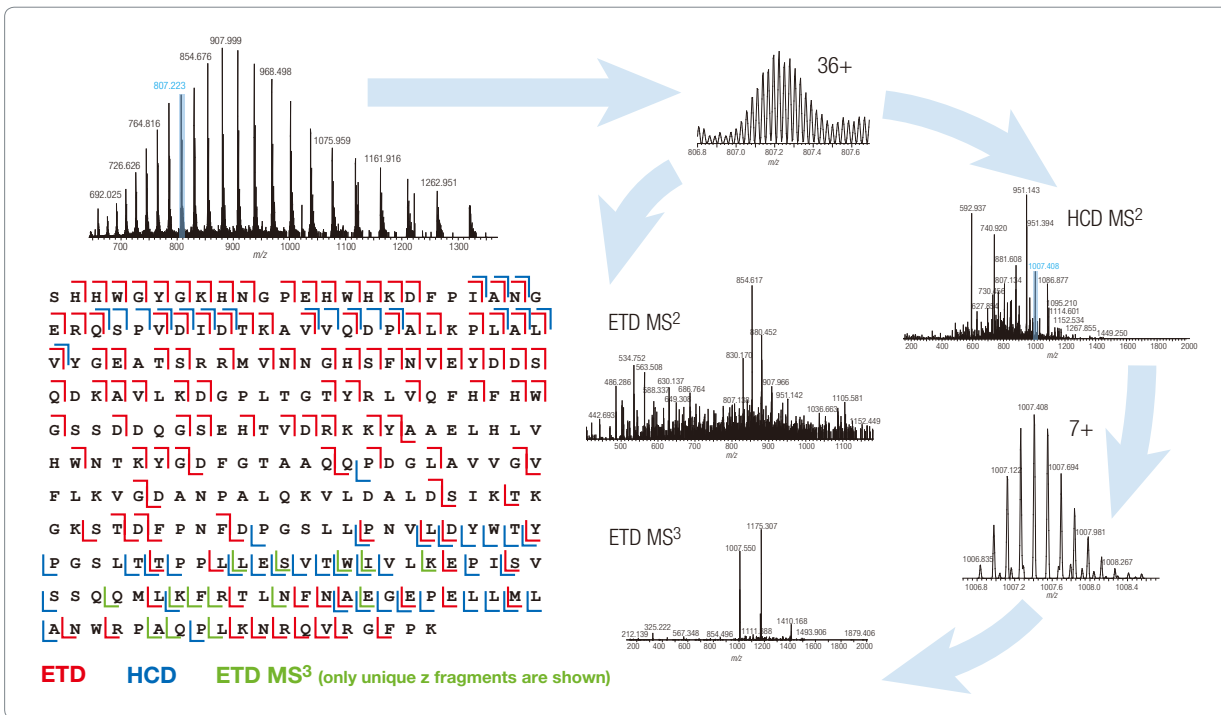 907.999
854.676
807.223
968.498
764.816
1075.959
726.626
1161.916
1262.951
692.025
700 800 900 1000 1100 1200 1300
m/z
36+
806.8 807.0 807.2 807.4 807.6
m/z
HCD MS2
951.143
592.937
951.394
740.920
881.608
1007.408
807.134
1086.877
1095.210
1114.601
1152.534
1267.855
1449.250
200 400 600 800 1000 1200 1400 1600 1800 2000
m/z
ETD MS2
854.617
880.452
830.170
534.752
563.508
630.137
486.286
588.337
686.764
649.308
907.966
951.142
1105.581
442.693
1036.663
1152.449
500 600 700 800 900 1000 1100
m/z
7+
1007.408
1007.122
1007.694
1007.981
1006.835
1008.267
1006.8 1007.2 1007.6 1008.0 1008.4
m/z
ETD MS3
1175.307
1007.550
1410.168
325.222
212.139
567.348
854.496
1493.906
1879.406
200 400 600 800 1000 1200 1400 1600 1800 2000
m/z
S H H W G Y G K H N G P E H W H K D F P I A N G
E R Q S P V D I D T K A V V Q D P A L K P L A L
V Y G E A T S R R M V N N G H S F N V E Y D D S
Q D K A V L K D G P L T G T Y R L V Q F H F H W
G S S D D Q G S E H T V D R K K Y A A E L H L V
H W N T K Y G D F G T A A Q Q P D G L A V V G V
F L K V G D A N P A L Q K V L D A L D S I K T K
G K S T D F P N F D P G S L L P N V L D Y W T Y
P G S L T T P P L L E S V T W I V L K E P I S V
S S Q Q M L K F R T L N F N A E G E P E L L M L
A N W R P A Q P L K N R Q V R G F P K
ETD HCD ETD MS3 (only unique z fragments are shown)